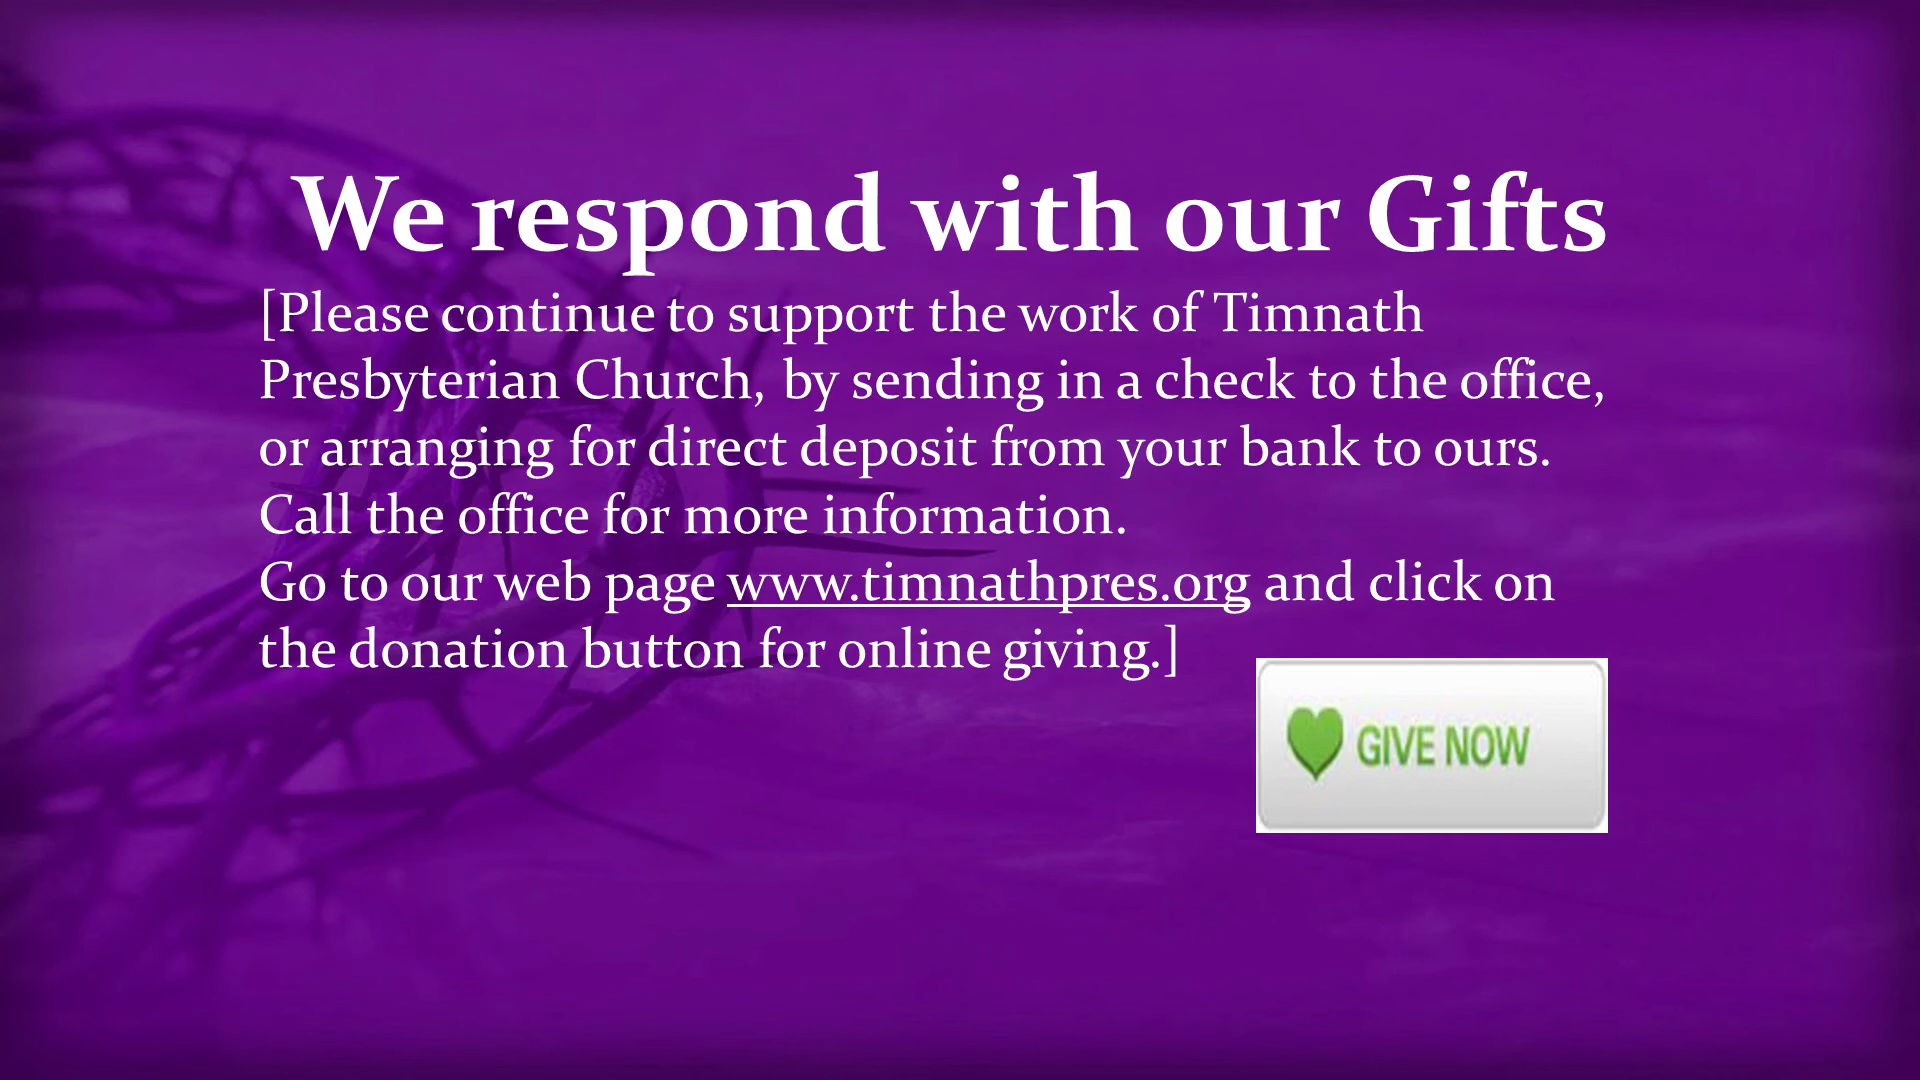 We respond with our Gifts
[Please continue to support the work of Timnath
Presbyterian Church, by sending in a check to the office,
or arranging for direct deposit from your bank to ours.
Call the office for more information.
Go to our web page www.timnathpres.org and click on
the donation button for online giving.]
GIVE NOW